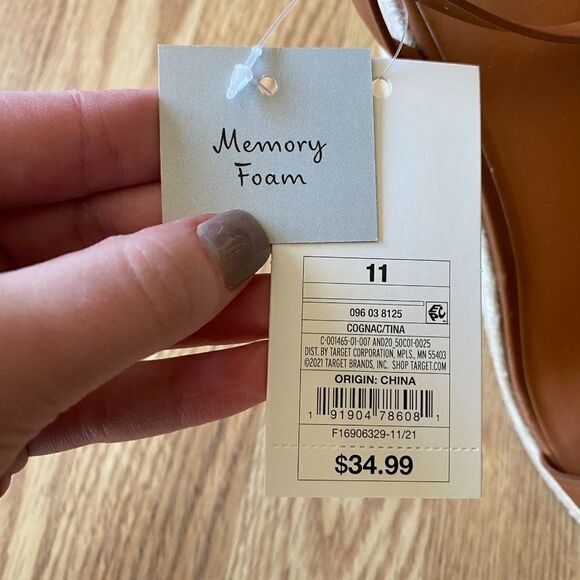 Memory
Foam
11
096 03 8125
COGNAC/TINA
C-001465-01-007 AND20_50C01-0025
DIST. BY TARGET CORPORATION, MPLS., MN 55403
©2021 TARGET BRANDS, INC. SHOP TARGET.COM
ORIGIN: CHINA
1 91904 78608 1
F16906329-11/21
$34.99